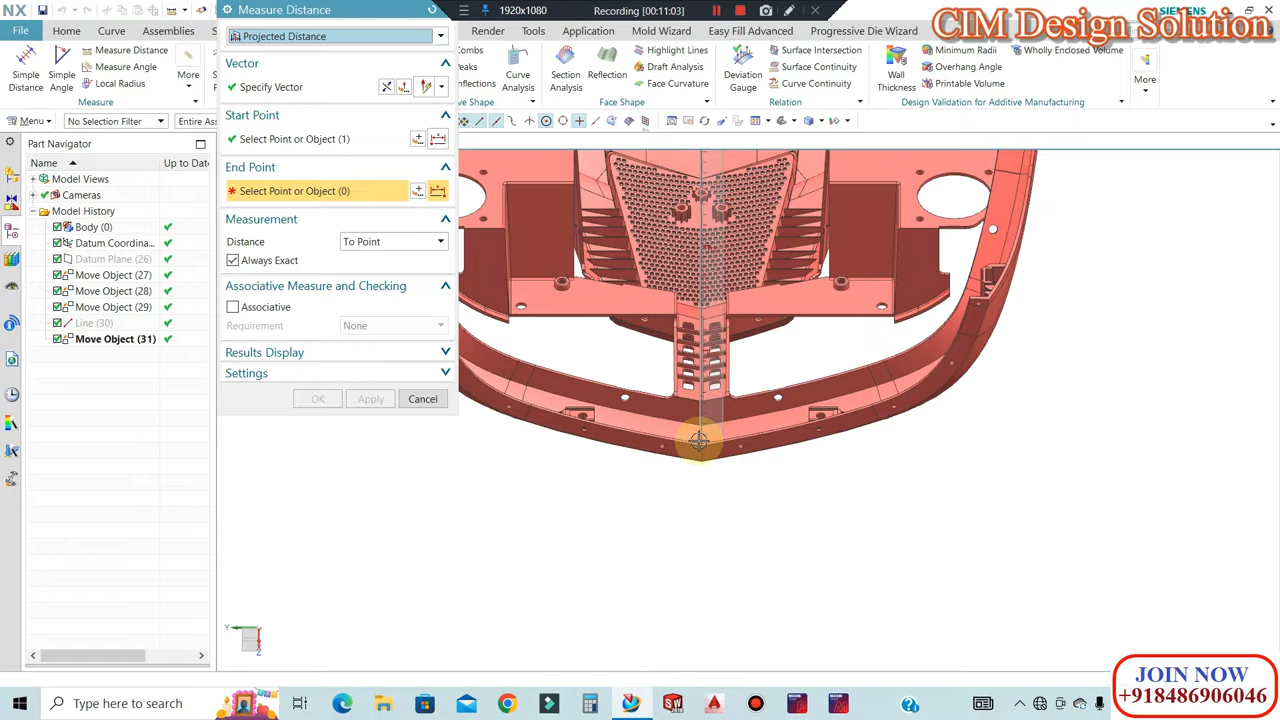 NX
Measure Distance
1920x1080
Recording [00:11:03]
SIEMENS
CIM Design Solution
File
Home
Curve
Assemblies
Render
Tools
Application
Mold Wizard
Easy Fill Advanced
Progressive Die Wizard
Projected Distance
Simple Distance
Simple Angle
Measure Distance
Measure Angle
Local Radius
More
Measure
Combs
Peaks
Inflections
Curve Analysis
Section Analysis
Reflection
Highlight Lines
Draft Analysis
Face Curvature
Face Shape
Deviation Gauge
Surface Intersection
Surface Continuity
Curve Continuity
Relation
Wall Thickness
Minimum Radii
Overhang Angle
Printable Volume
Wholly Enclosed Volume
Design Validation for Additive Manufacturing
More
Vector
Specify Vector
Start Point
Select Point or Object (1)
End Point
Select Point or Object (0)
Measurement
Distance
To Point
Always Exact
Associative Measure and Checking
Associative
Requirement
None
Results Display
Settings
OK
Apply
Cancel
Menu
No Selection Filter
Entire Ass
Part Navigator
Name
Up to Date
Model Views
Cameras
Model History
Body (0)
Datum Coordina...
Datum Plane (26)
Move Object (27)
Move Object (28)
Move Object (29)
Line (30)
Move Object (31)
Y
Z
JOIN NOW
+918486906046
Type here to search